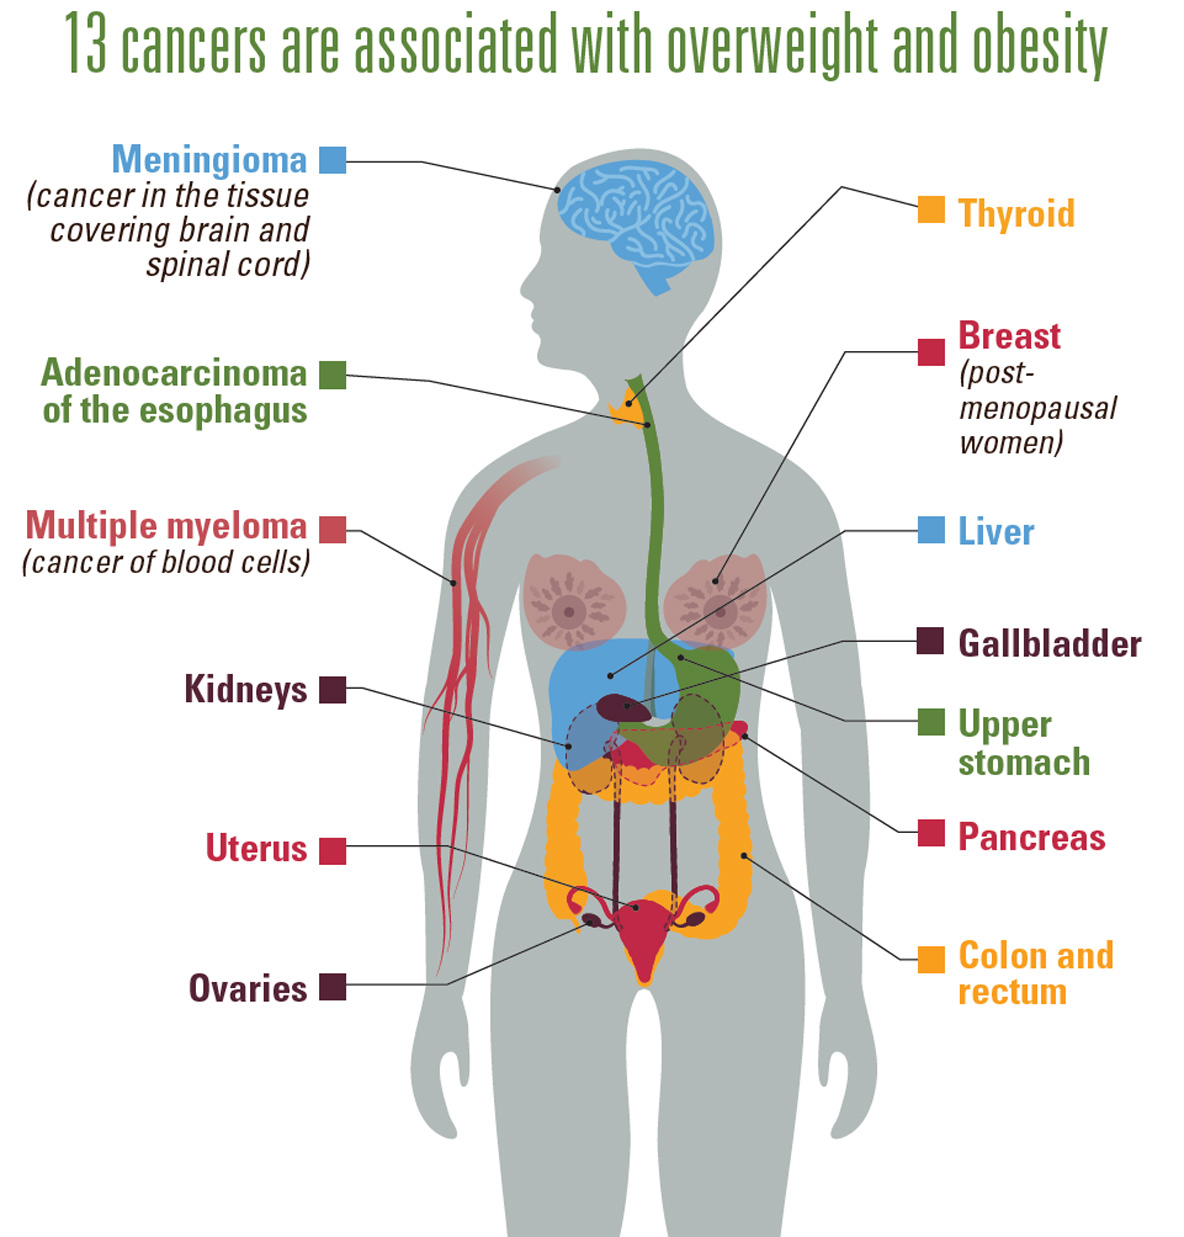 13 cancers are associated with overweight and obesity
Meningioma
(cancer in the tissue
covering brain and
spinal cord)
Adenocarcinoma
of the esophagus
Multiple myeloma
(cancer of blood cells)
Kidneys
Uterus
Ovaries
Thyroid
Breast
(post-
menopausal
women)
Liver
Gallbladder
Upper
stomach
Pancreas
Colon and
rectum